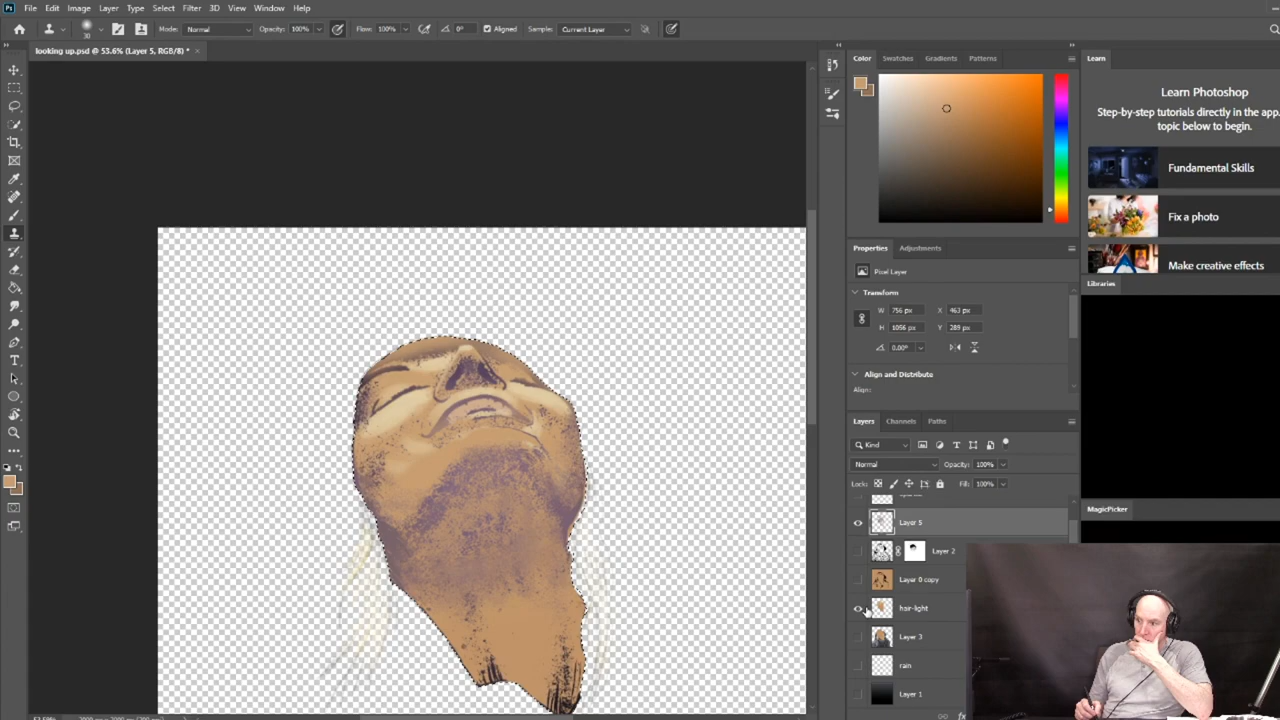 Ps File Edit Image Layer Type Select Filter 3D View Window Help
30 Mode: Normal Opacity: 100% Flow: 100% 0° Aligned Sample: Current Layer
looking up.psd @ 53.6% (Layer 5, RGB/8) * ×
Color Swatches Gradients Patterns
Learn
Learn Photoshop
Step-by-step tutorials directly in the app.
topic below to begin.
Fundamental Skills
Fix a photo
Make creative effects
Properties Adjustments
Pixel Layer
Transform
W 756 px X 463 px
H 1056 px Y 289 px
0.00°
Align and Distribute
Align:
Libraries
Layers Channels Paths
Kind
Normal Opacity: 100%
Lock: Fill: 100%
Layer 5
Layer 2
Layer 0 copy
hair-light
Layer 3
rain
Layer 1
fx
MagicPicker